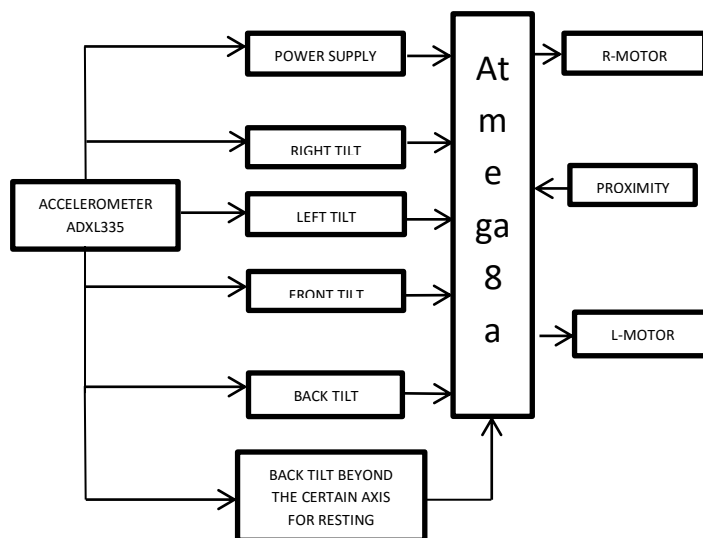 POWER SUPPLY
RIGHT TILT
ACCELEROMETER
ADXL335
LEFT TILT
FRONT TILT
BACK TILT
BACK TILT BEYOND
THE CERTAIN AXIS
FOR RESTING
At
m
e
ga
8
a
R-MOTOR
PROXIMITY
L-MOTOR